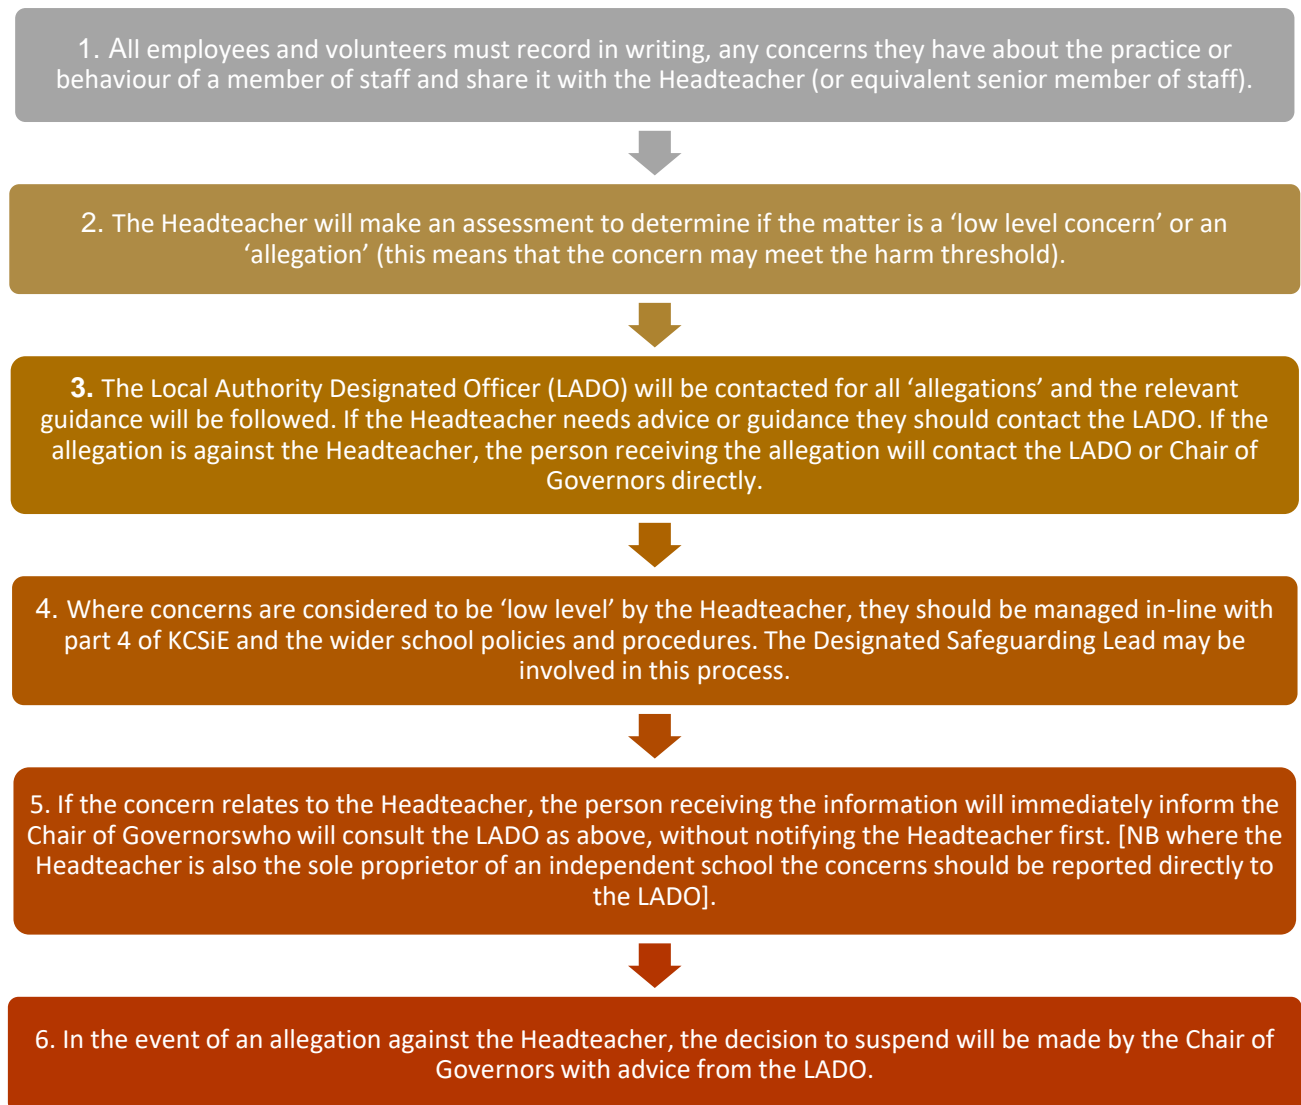 1. All employees and volunteers must record in writing, any concerns they have about the practice or
behaviour of a member of staff and share it with the Headteacher (or equivalent senior member of staff).
2. The Headteacher will make an assessment to determine if the matter is a ‘low level concern’ or an
‘allegation’ (this means that the concern may meet the harm threshold).
3. The Local Authority Designated Officer (LADO) will be contacted for all ‘allegations’ and the relevant
guidance will be followed. If the Headteacher needs advice or guidance they should contact the LADO. If the
allegation is against the Headteacher, the person receiving the allegation will contact the LADO or Chair of
Governors directly.
4. Where concerns are considered to be ‘low level’ by the Headteacher, they should be managed in-line with
part 4 of KCSiE and the wider school policies and procedures. The Designated Safeguarding Lead may be
involved in this process.
5. If the concern relates to the Headteacher, the person receiving the information will immediately inform the
Chair of Governorswho will consult the LADO as above, without notifying the Headteacher first. [NB where the
Headteacher is also the sole proprietor of an independent school the concerns should be reported directly to
the LADO].
6. In the event of an allegation against the Headteacher, the decision to suspend will be made by the Chair of
Governors with advice from the LADO.